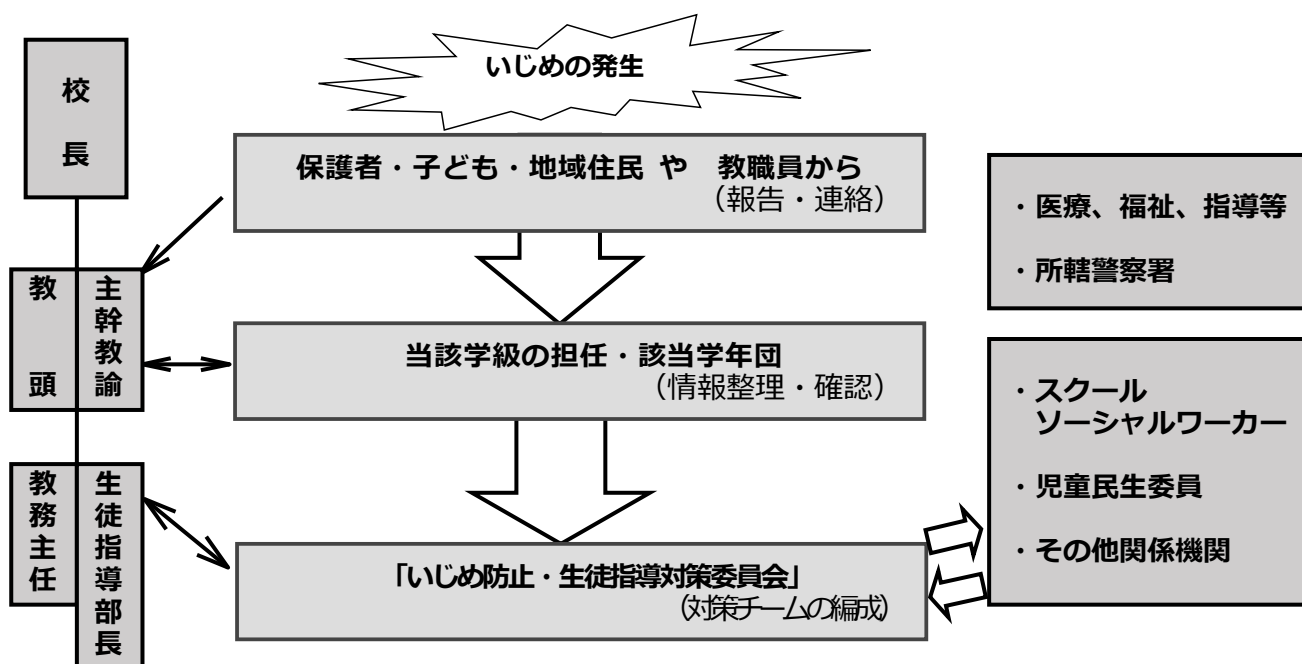 いじめの発生
校長
保護者・子ども・地域住民 や 教職員から
（報告・連絡）
・医療、福祉、指導等
・所轄警察署
教頭
主幹教諭
当該学級の担任・該当学年団
（情報整理・確認）
・スクール
ソーシャルワーカー
・児童民生委員
・その他関係機関
教務主任
生徒指導部長
「いじめ防止・生徒指導対策委員会」
（対策チームの編成）